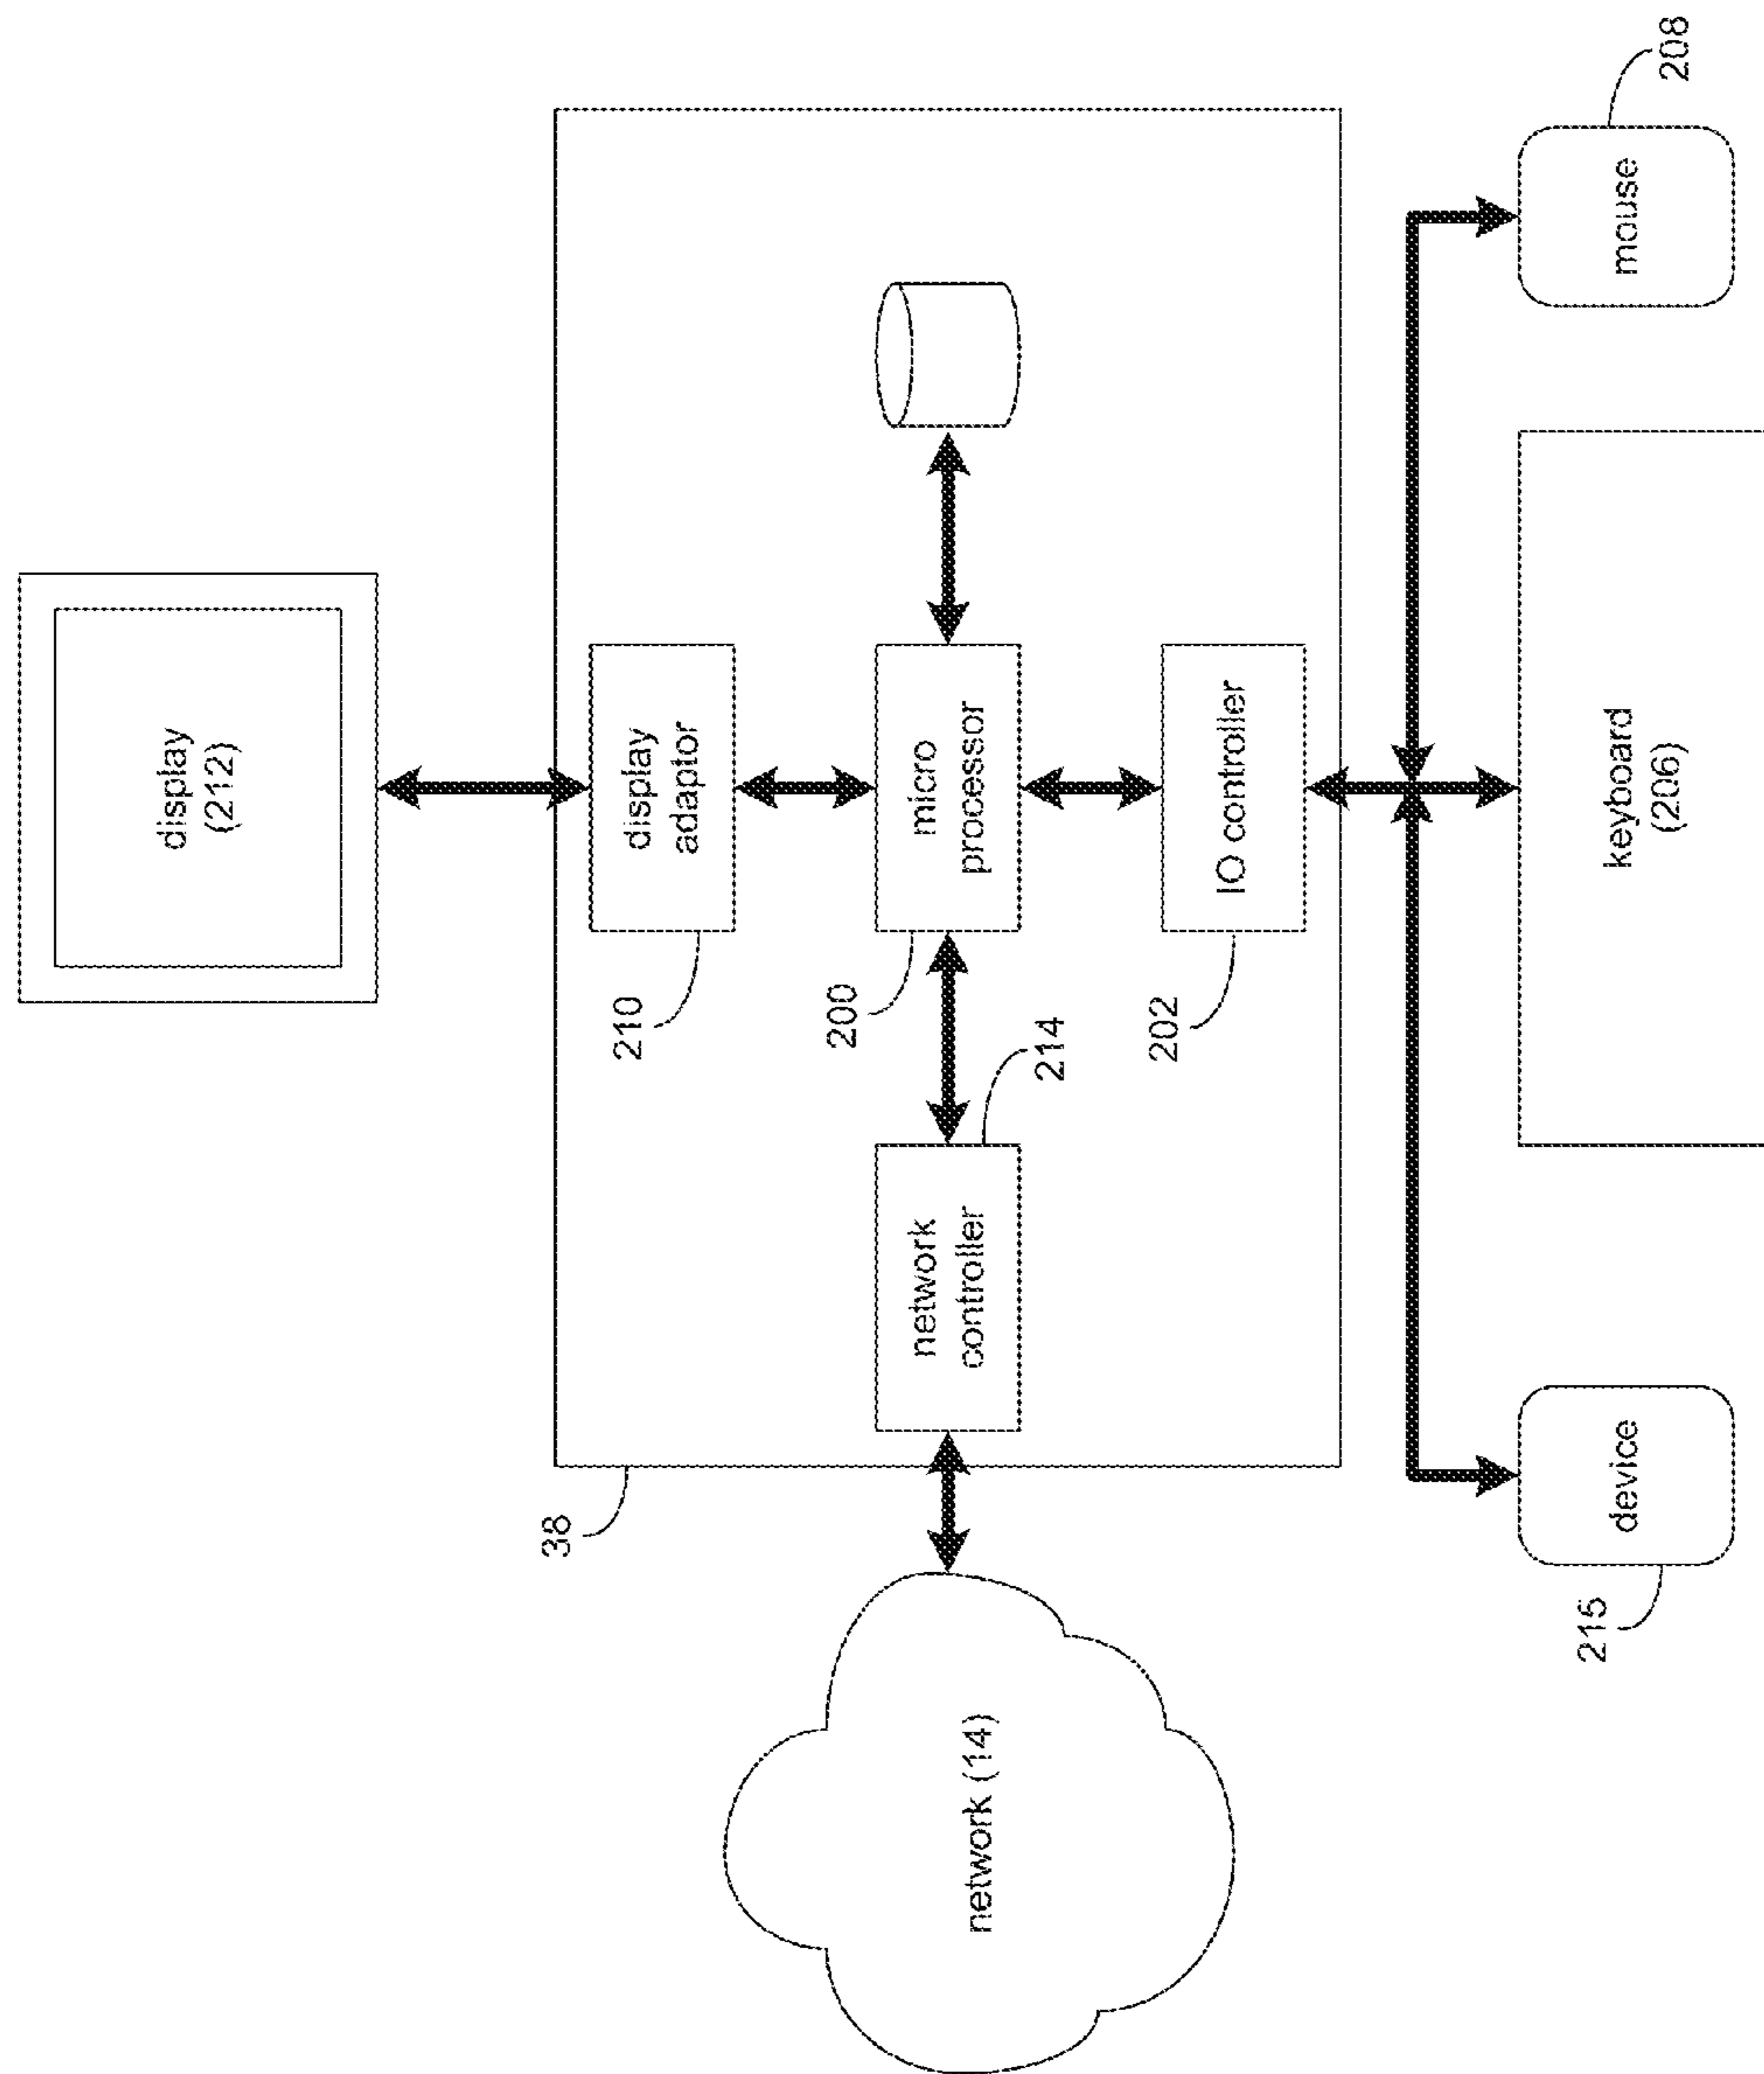 display
(212)
display
adaptor
210
micro
processor
200
network
controller
214
IO controller
202
38
network (14)
device
215
keyboard
(206)
mouse
208